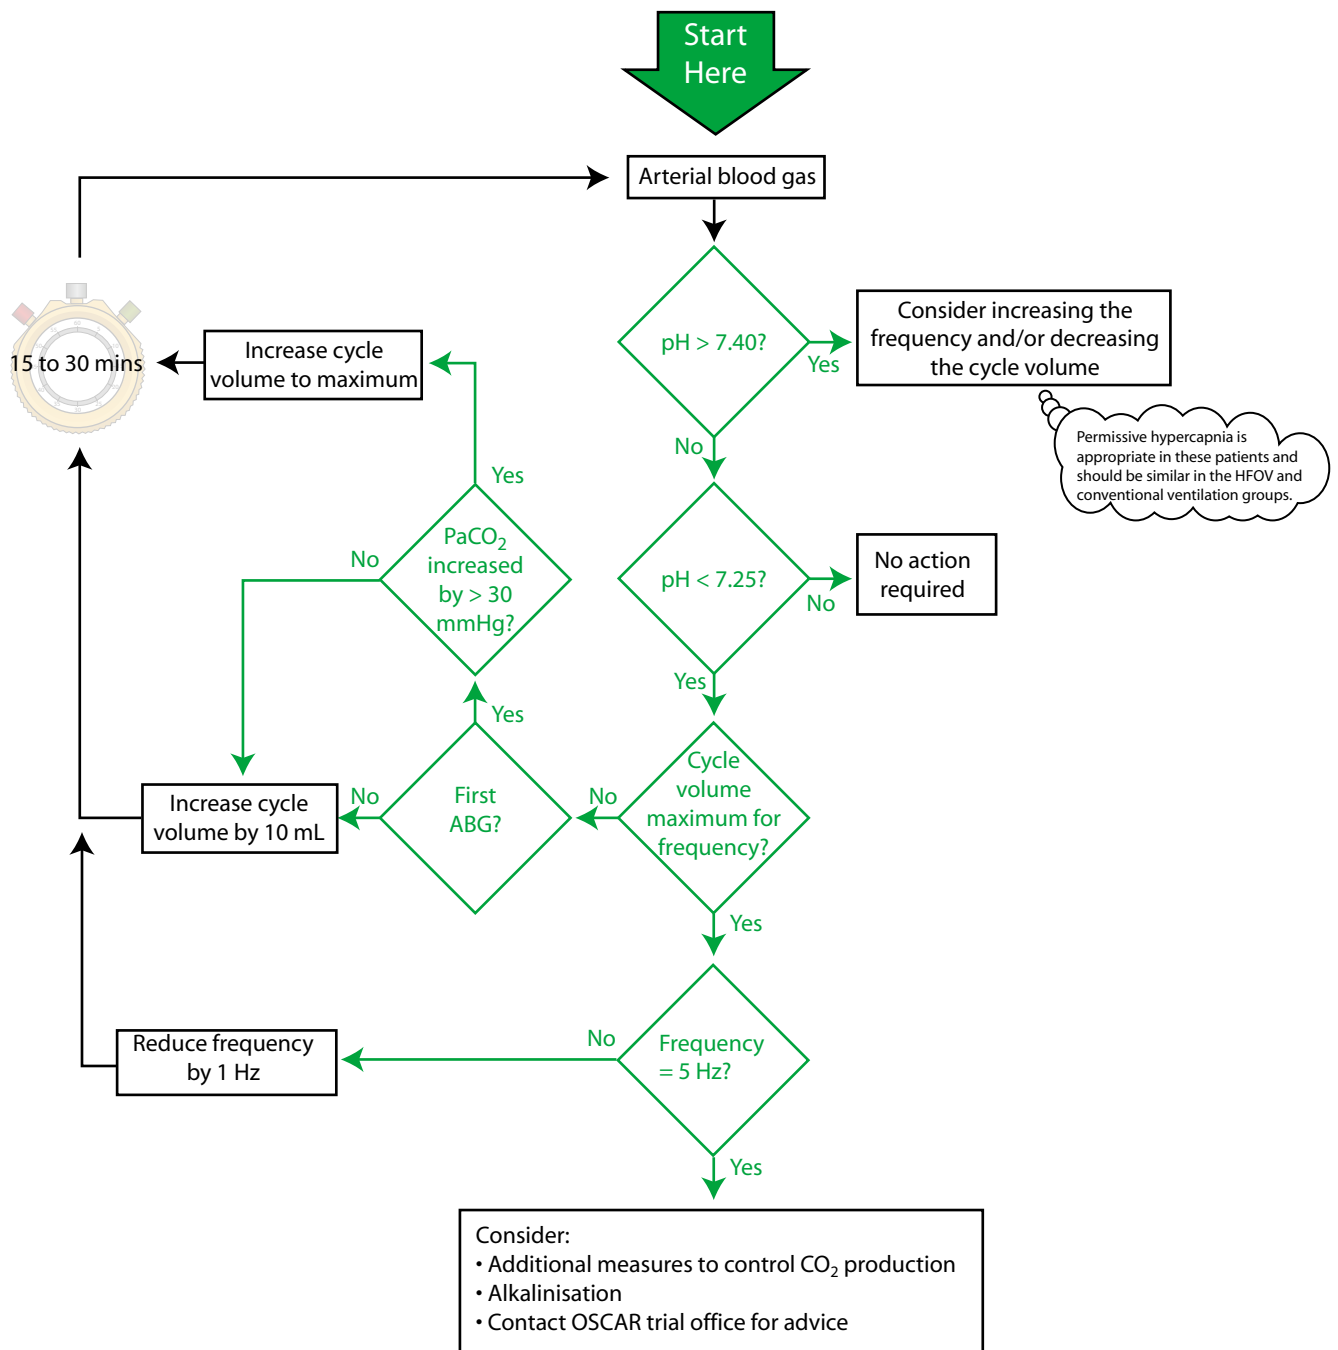 Start
Here
Arterial blood gas
pH > 7.40?
Yes
Consider increasing the
frequency and/or decreasing
the cycle volume
Permissive hypercapnia is
appropriate in these patients and
should be similar in the HFOV and
conventional ventilation groups.
No
15 to 30 mins
Increase cycle
volume to maximum
Yes
PaCO₂
increased
by > 30
mmHg?
No
pH < 7.25?
No
No action
required
Yes
Yes
Cycle
volume
maximum for
frequency?
No
First
ABG?
No
Increase cycle
volume by 10 mL
Yes
Frequency
= 5 Hz?
No
Reduce frequency
by 1 Hz
Yes
Consider:
• Additional measures to control CO₂ production
• Alkalinisation
• Contact OSCAR trial office for advice